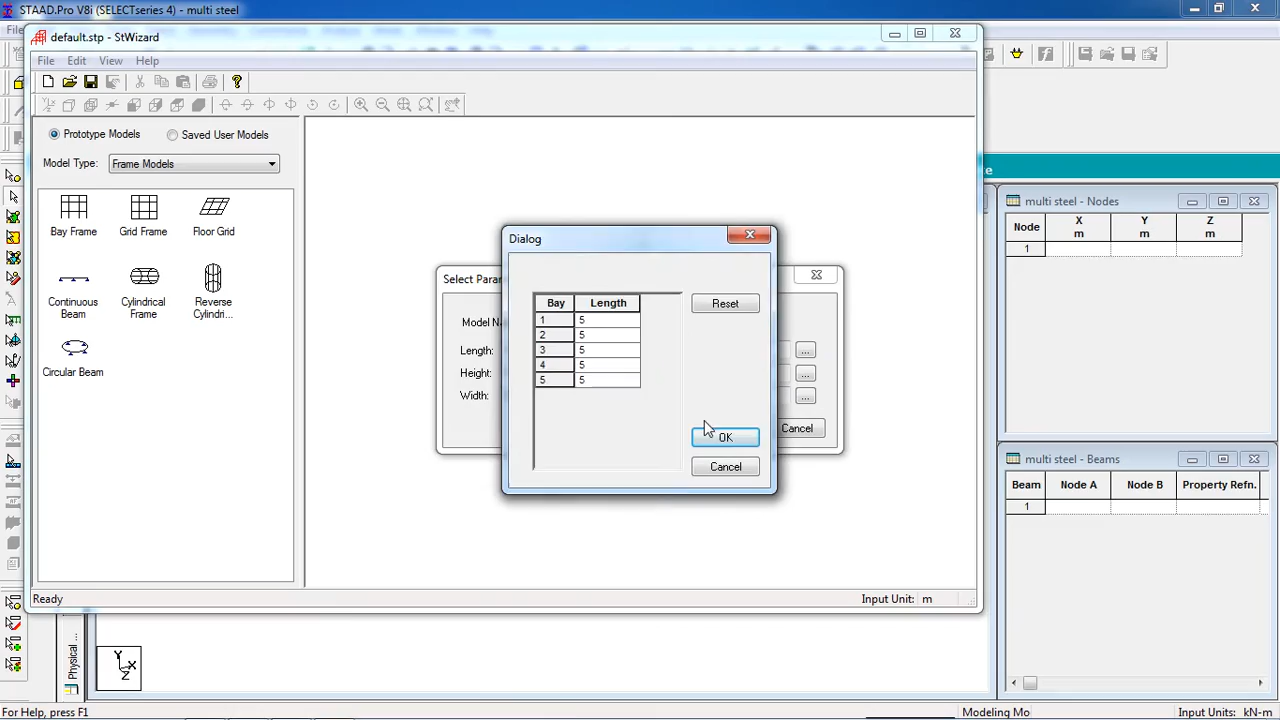 STAAD.Pro V8i (SELECTseries 4) - multi steel
default.stp - StWizard
File Edit View Help
Prototype Models Saved User Models
Model Type: Frame Models
Bay Frame Grid Frame Floor Grid
Continuous Beam Cylindrical Frame Reverse Cylindri...
Circular Beam
Select Para
Model Na
Length: ...
Height: ...
Width: ...
Cancel
Dialog
Bay Length
1 5
2 5
3 5
4 5
5 5
Reset
OK
Cancel
Ready
Input Unit: m
multi steel - Nodes
Node X m Y m Z m
1
multi steel - Beams
Beam Node A Node B Property Refn.
1
Physical ...
Y X Z
For Help, press F1
Modeling Mo
Input Units: kN-m